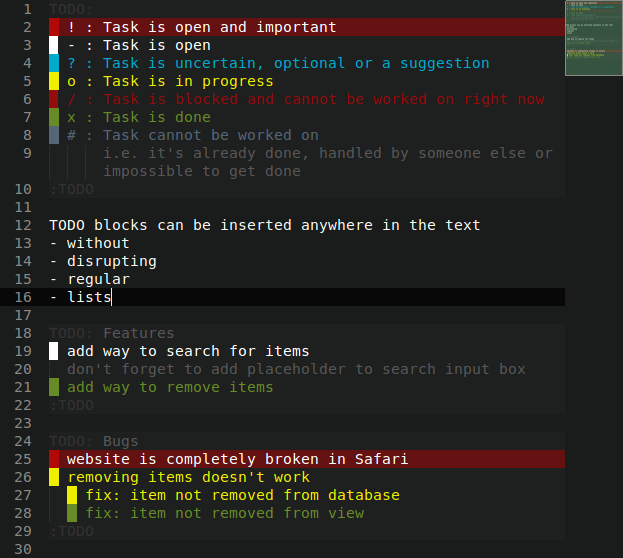 1 TODO:
2 ! : Task is open and important
3 - : Task is open
4 ? : Task is uncertain, optional or a suggestion
5 o : Task is in progress
6 / : Task is blocked and cannot be worked on right now
7 x : Task is done
8 # : Task cannot be worked on
9 i.e. it's already done, handled by someone else or
impossible to get done
10 :TODO
11
12 TODO blocks can be inserted anywhere in the text
13 - without
14 - disrupting
15 - regular
16 - lists
17
18 TODO: Features
19 add way to search for items
20 don't forget to add placeholder to search input box
21 add way to remove items
22 :TODO
23
24 TODO: Bugs
25 website is completely broken in Safari
26 removing items doesn't work
27 fix: item not removed from database
28 fix: item not removed from view
29 :TODO
30